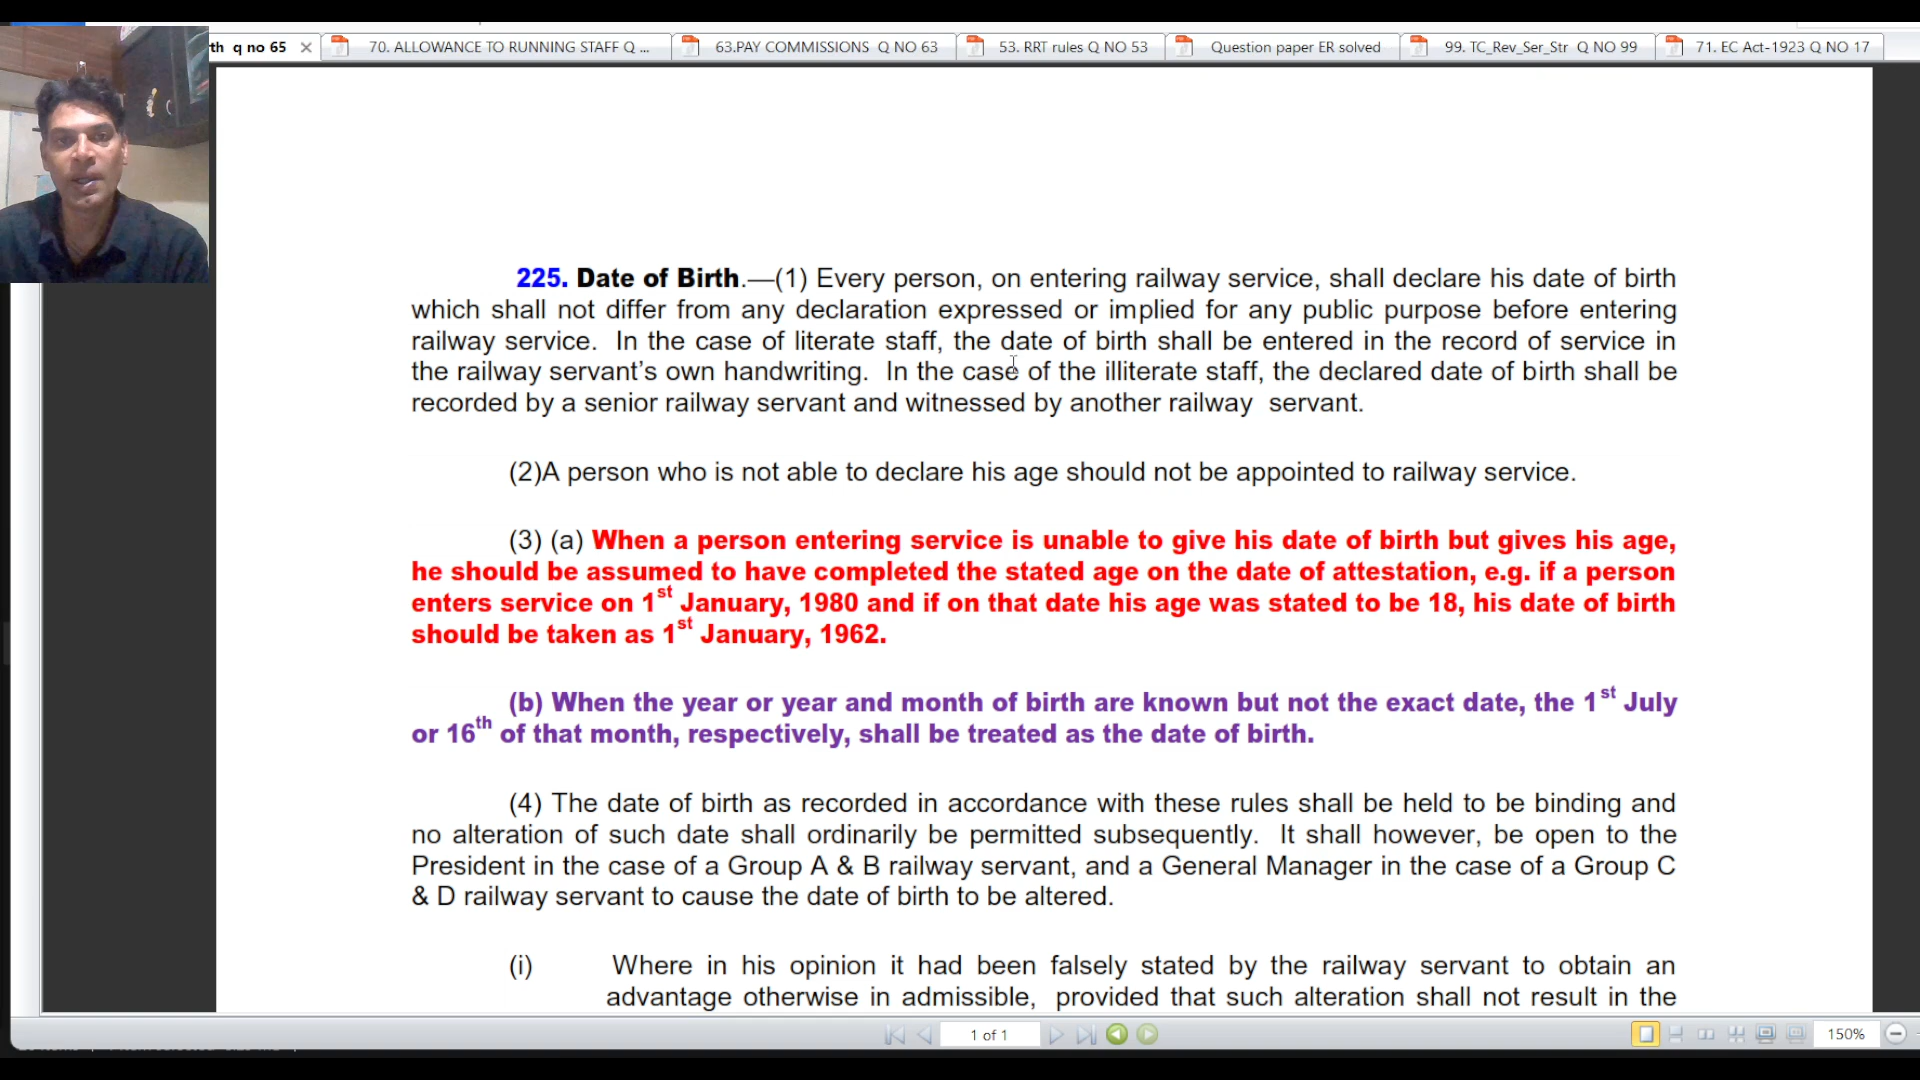 rth q no 65
70. ALLOWANCE TO RUNNING STAFF Q ...
63.PAY COMMISSIONS Q NO 63
53. RRT rules Q NO 53
Question paper ER solved
99. TC_Rev_Ser_Str Q NO 99
71. EC Act-1923 Q NO 17
225. Date of Birth.—(1) Every person, on entering railway service, shall declare his date of birth
which shall not differ from any declaration expressed or implied for any public purpose before entering
railway service. In the case of literate staff, the date of birth shall be entered in the record of service in
the railway servant’s own handwriting. In the case of the illiterate staff, the declared date of birth shall be
recorded by a senior railway servant and witnessed by another railway servant.
(2)A person who is not able to declare his age should not be appointed to railway service.
(3) (a) When a person entering service is unable to give his date of birth but gives his age,
he should be assumed to have completed the stated age on the date of attestation, e.g. if a person
enters service on 1st January, 1980 and if on that date his age was stated to be 18, his date of birth
should be taken as 1st January, 1962.
(b) When the year or year and month of birth are known but not the exact date, the 1st July
or 16th of that month, respectively, shall be treated as the date of birth.
(4) The date of birth as recorded in accordance with these rules shall be held to be binding and
no alteration of such date shall ordinarily be permitted subsequently. It shall however, be open to the
President in the case of a Group A & B railway servant, and a General Manager in the case of a Group C
& D railway servant to cause the date of birth to be altered.
(i) Where in his opinion it had been falsely stated by the railway servant to obtain an
advantage otherwise in admissible, provided that such alteration shall not result in the
1 of 1
150%